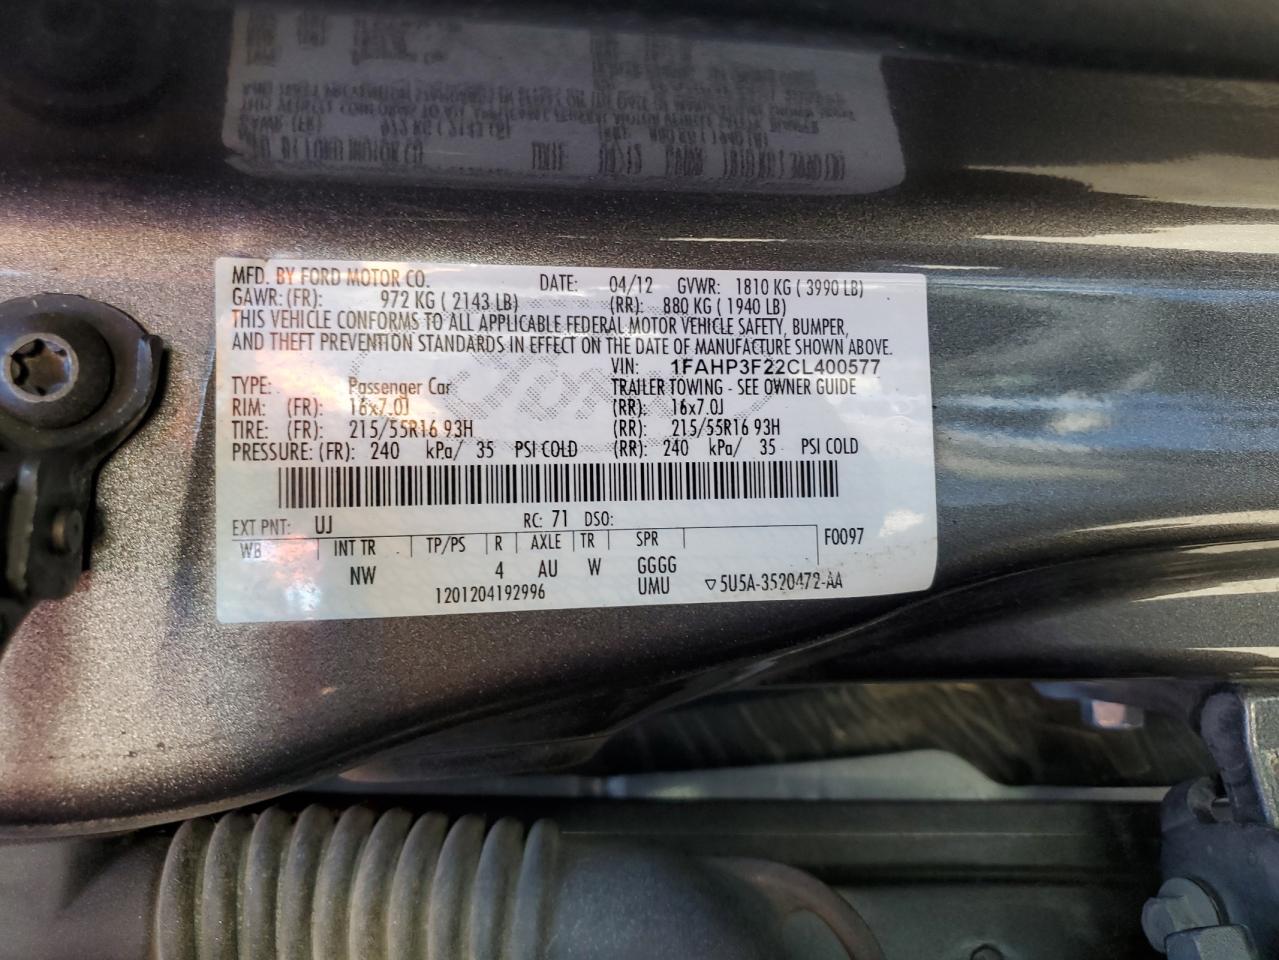 MFD. BY FORD MOTOR CO. DATE: 04/12 GVWR: 1810 KG ( 3990 LB)
GAWR: (FR): 972 KG ( 2143 LB) (RR): 880 KG ( 1940 LB)
THIS VEHICLE CONFORMS TO ALL APPLICABLE FEDERAL MOTOR VEHICLE SAFETY, BUMPER,
AND THEFT PREVENTION STANDARDS IN EFFECT ON THE DATE OF MANUFACTURE SHOWN ABOVE.
VIN: 1FAHP3F22CL400577
TYPE: Passenger Car TRAILER TOWING - SEE OWNER GUIDE
RIM: (FR): 16x7.0J (RR): 16x7.0J
TIRE: (FR): 215/55R16 93H (RR): 215/55R16 93H
PRESSURE: (FR): 240 kPa/ 35 PSI COLD (RR): 240 kPa/ 35 PSI COLD
EXT PNT: UJ RC: 71 DSO:
WB INT TR TP/PS R AXLE TR SPR F0097
NW 4 AU W GGGG
1201204192996 UMU ▽5U5A-3520472-AA